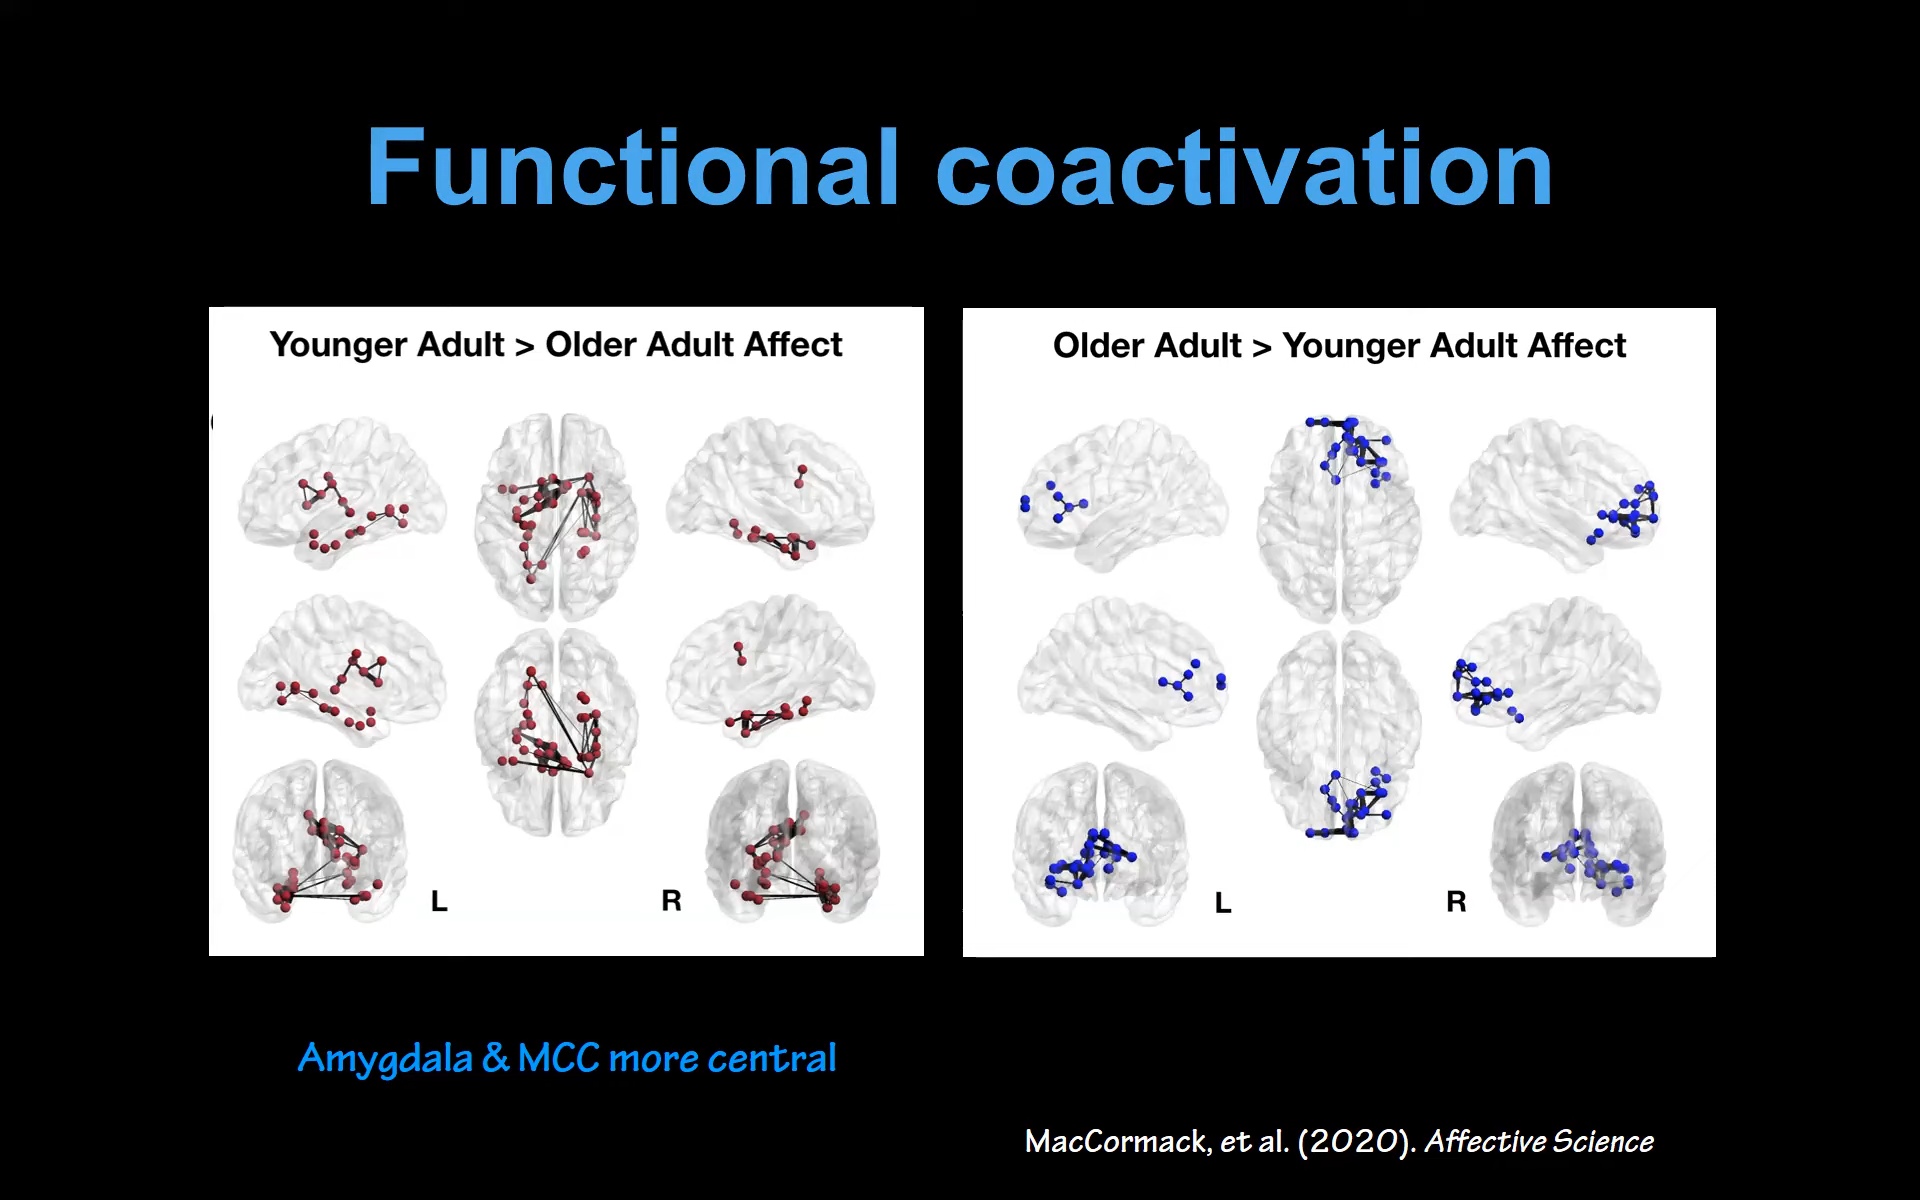 Functional coactivation
Younger Adult > Older Adult Affect
L
R
Older Adult > Younger Adult Affect
L
R
Amygdala & MCC more central
MacCormack, et al. (2020). Affective Science